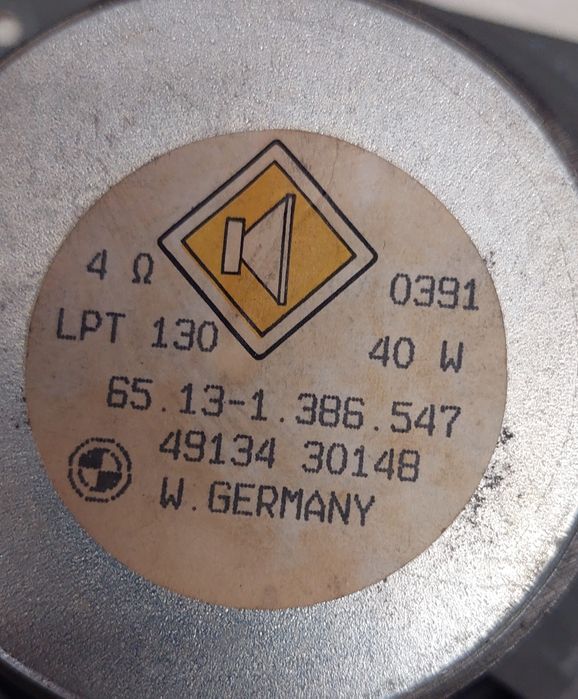 4 Ω
0391
LPT 130
40 W
65.13-1.386.547
49134 30148
W.GERMANY